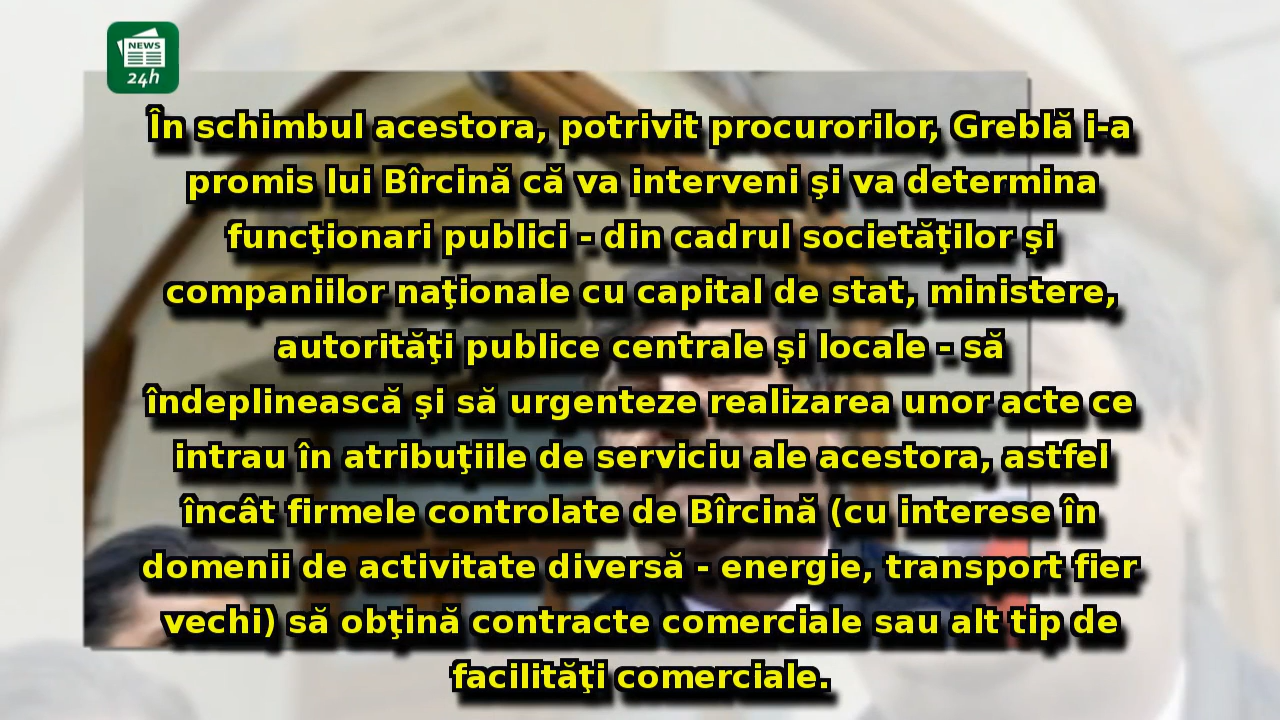 NEWS
24h
În schimbul acestora, potrivit procurorilor, Greblă i-a
promis lui Bîrcină că va interveni şi va determina
funcţionari publici - din cadrul societăţilor şi
companiilor naţionale cu capital de stat, ministere,
autorităţi publice centrale şi locale - să
îndeplinească şi să urgenteze realizarea unor acte ce
intrau în atribuţiile de serviciu ale acestora, astfel
încât firmele controlate de Bîrcină (cu interese în
domenii de activitate diversă - energie, transport fier
vechi) să obţină contracte comerciale sau alt tip de
facilităţi comerciale.